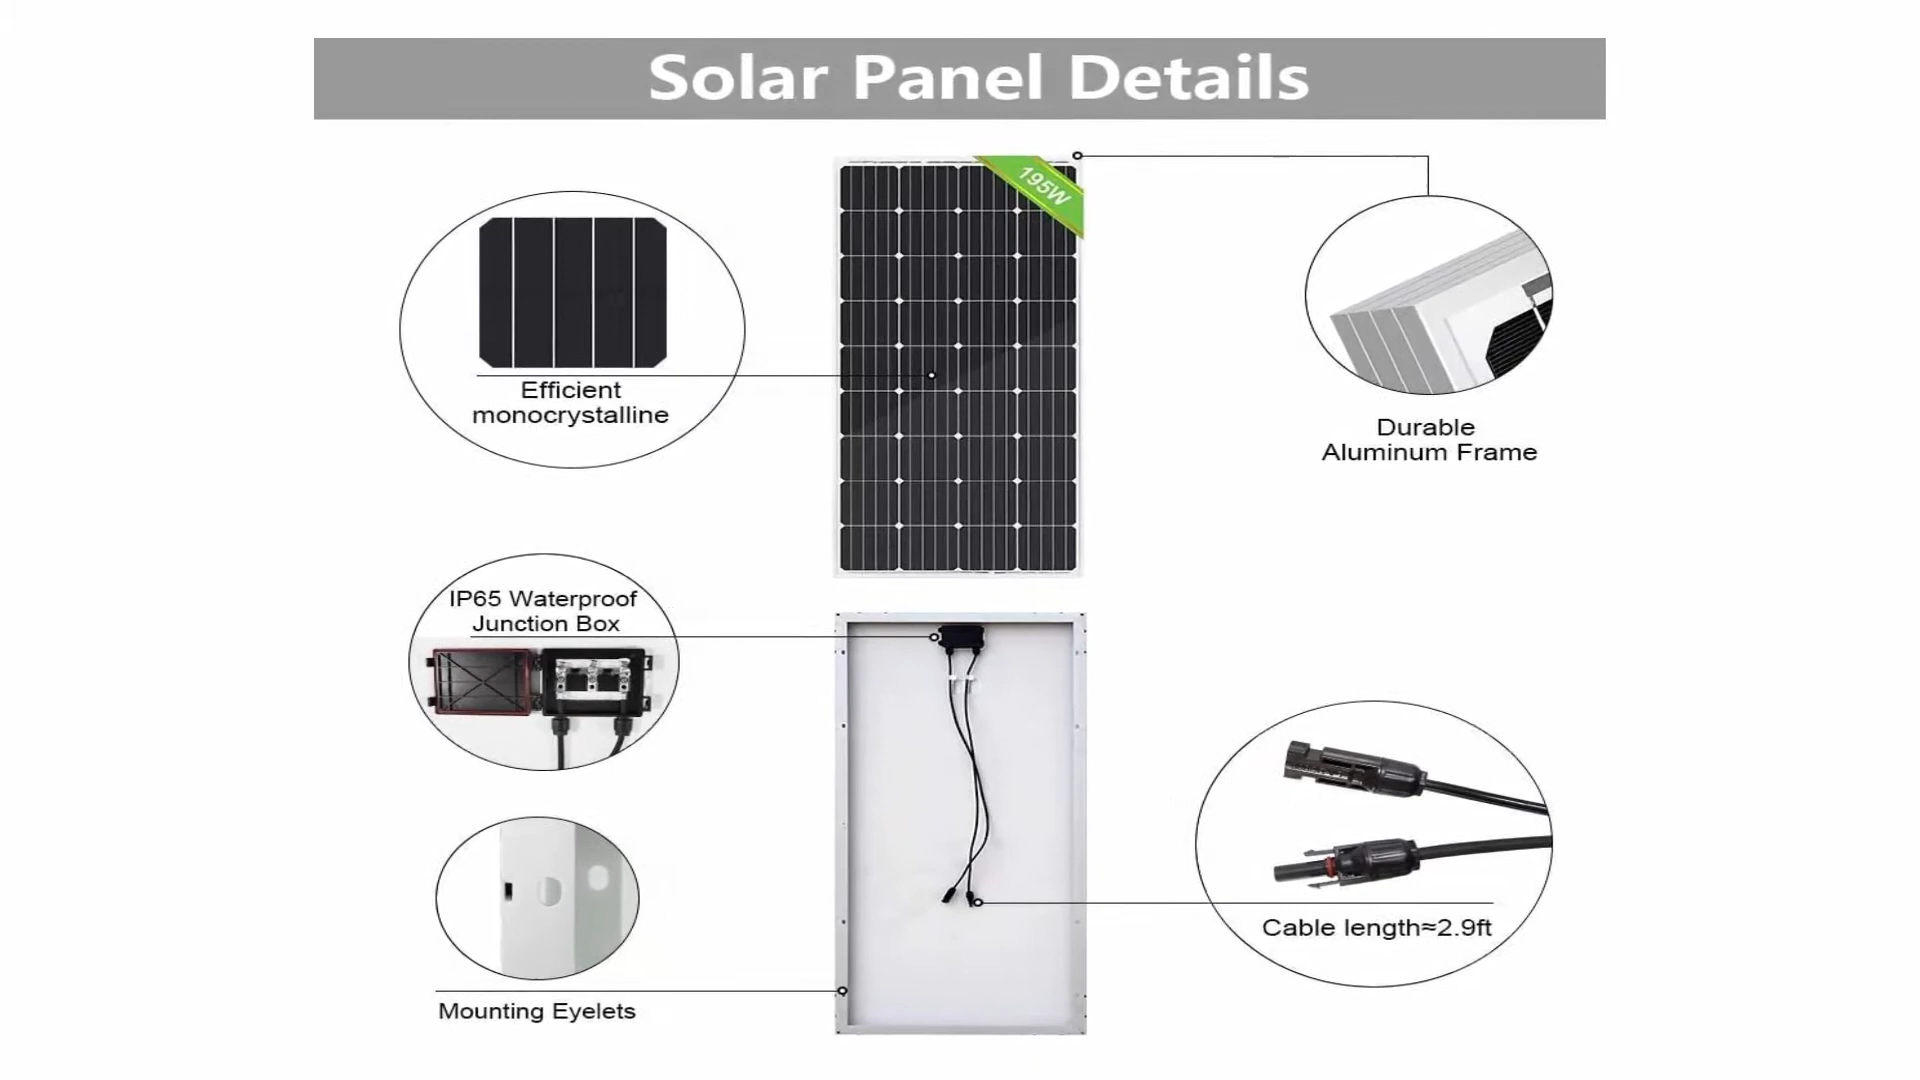 Solar Panel Details
195W
Efficient
monocrystalline
Durable
Aluminum Frame
IP65 Waterproof
Junction Box
Cable length≈2.9ft
Mounting Eyelets